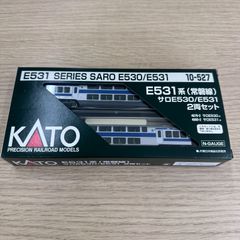 E531 SERIES SARO E530/E531
10-527
E531系(常磐線)
サロE530/E531
2両セット
KATO
PRECISION RAILROAD MODELS
N-GAUGE